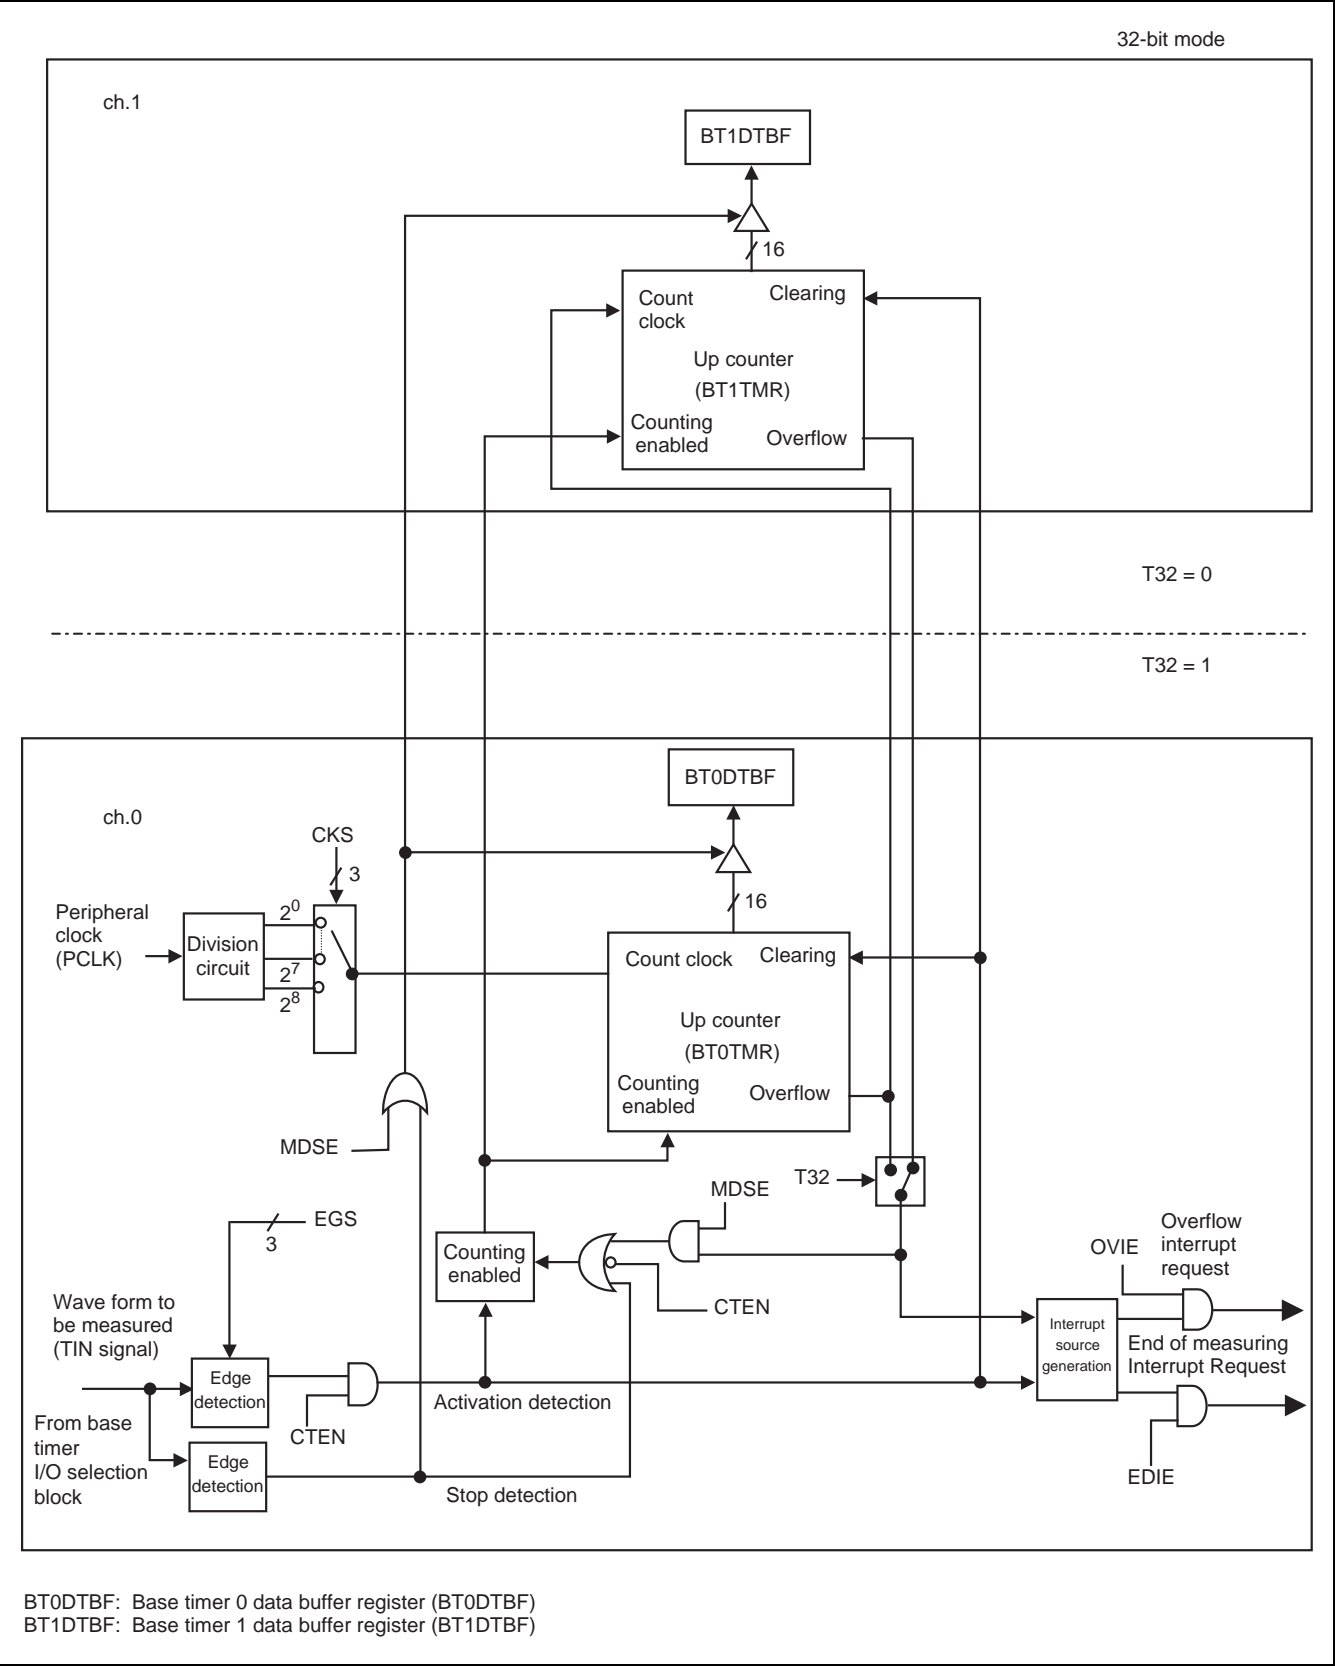 32-bit mode
ch.1
BT1DTBF
16
Count
clock
Clearing
Up counter
(BT1TMR)
Counting
enabled
Overflow
T32 = 0
T32 = 1
ch.0
BT0DTBF
CKS
3
16
Peripheral
clock
(PCLK)
Division
circuit
2^0
2^7
2^8
Count clock
Clearing
Up counter
(BT0TMR)
Counting
enabled
Overflow
MDSE
T32
MDSE
EGS
3
Counting
enabled
CTEN
OVIE
Overflow
interrupt
request
Wave form to
be measured
(TIN signal)
Edge
detection
Interrupt
source
generation
End of measuring
Interrupt Request
Activation detection
CTEN
From base
timer
I/O selection
block
Edge
detection
Stop detection
EDIE
BT0DTBF: Base timer 0 data buffer register (BT0DTBF)
BT1DTBF: Base timer 1 data buffer register (BT1DTBF)